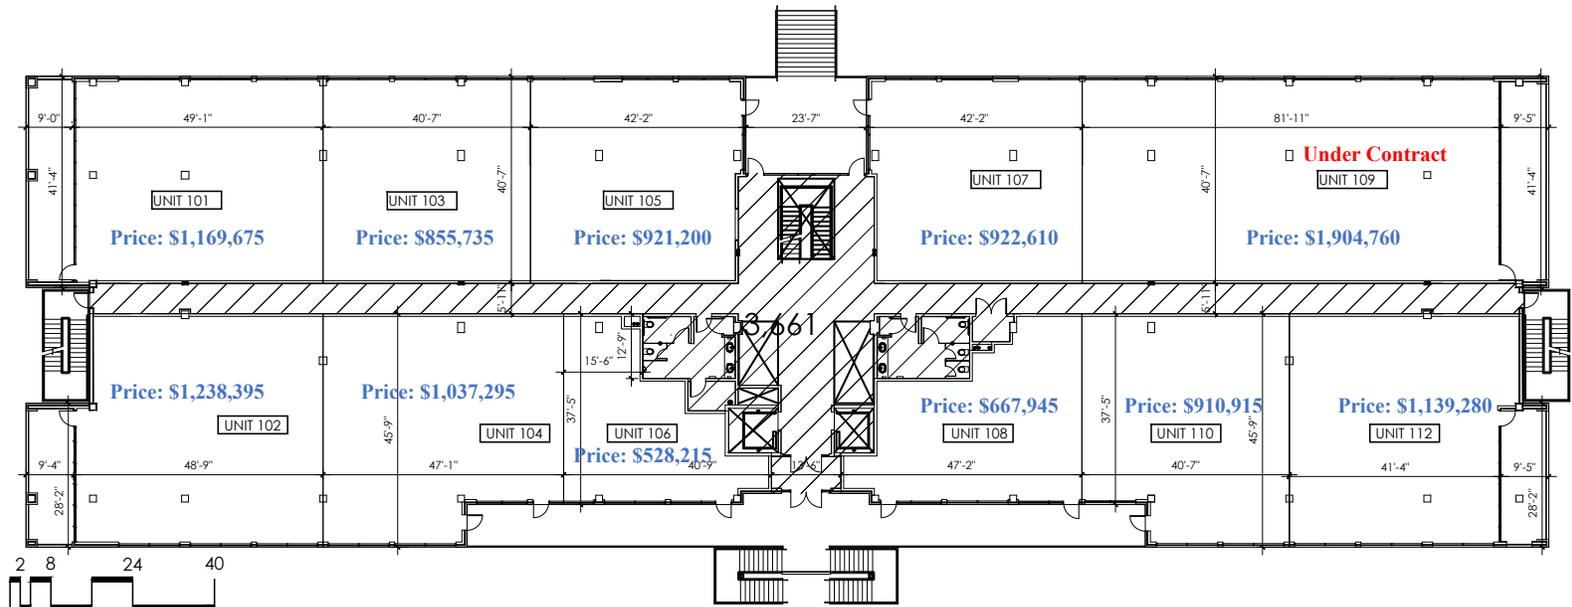 9'-0"
49'-1"
40'-7"
42'-2"
23'-7"
42'-2"
81'-11"
9'-5"
Under Contract
41'-4"
40'-7"
40'-7"
41'-4"
UNIT 101
UNIT 103
UNIT 105
UNIT 107
UNIT 109
Price: $1,169,675
Price: $855,735
Price: $921,200
Price: $922,610
Price: $1,904,760
5'-11"
5'-11"
3,661
12'-9"
15'-6"
Price: $1,238,395
Price: $1,037,295
Price: $667,945
Price: $910,915
Price: $1,139,280
37'-5"
37'-5"
45'-9"
45'-9"
UNIT 102
UNIT 104
UNIT 106
UNIT 108
UNIT 110
UNIT 112
Price: $528,215
9'-4"
48'-9"
47'-1"
40'-9"
13'-6"
47'-2"
40'-7"
41'-4"
9'-5"
28'-2"
28'-2"
2 8 24 40